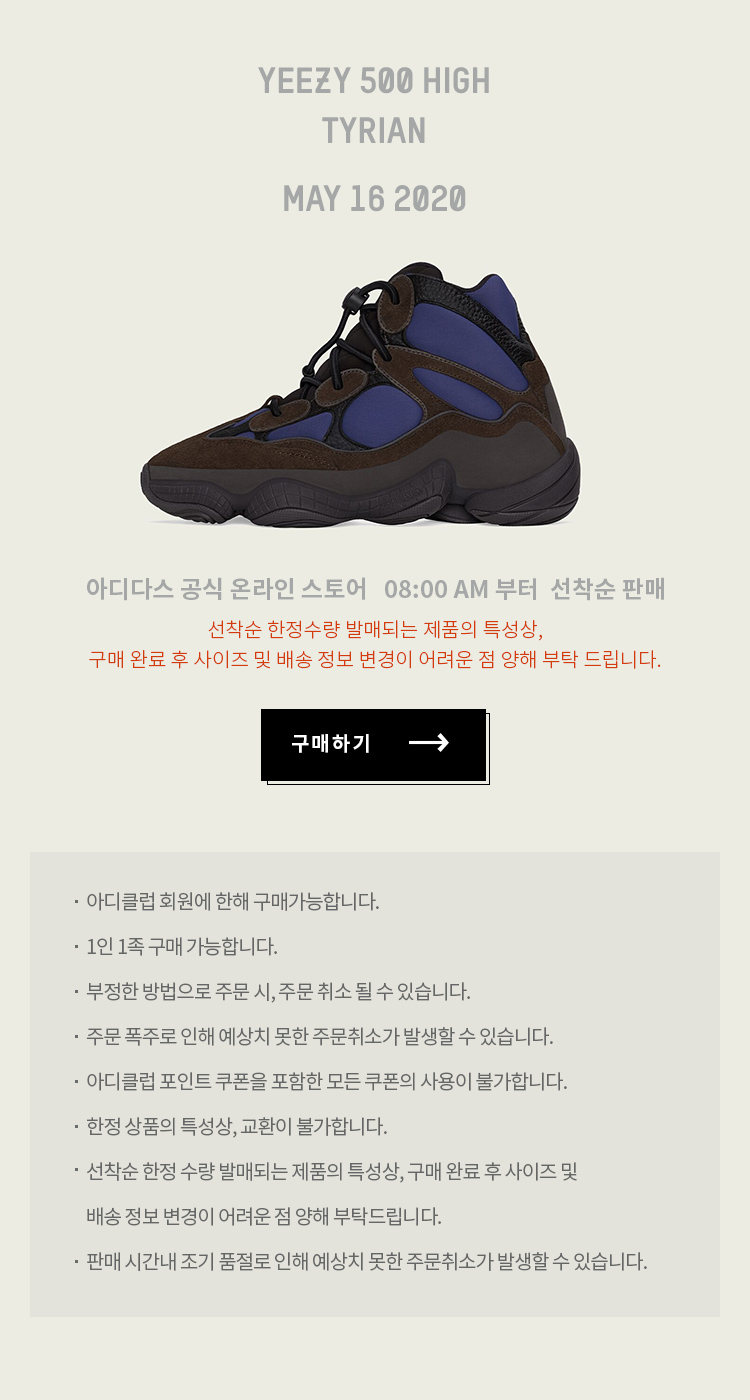 YEEZY 500 HIGH
TYRIAN
MAY 16 2020
아디다스 공식 온라인 스토어 08:00 AM 부터 선착순 판매
선착순 한정수량 발매되는 제품의 특성상,
구매 완료 후 사이즈 및 배송 정보 변경이 어려운 점 양해 부탁 드립니다.
구매하기
· 아디클럽 회원에 한해 구매가능합니다.
· 1인 1족 구매 가능합니다.
· 부정한 방법으로 주문 시, 주문 취소 될 수 있습니다.
· 주문 폭주로 인해 예상치 못한 주문취소가 발생할 수 있습니다.
· 아디클럽 포인트 쿠폰을 포함한 모든 쿠폰의 사용이 불가합니다.
· 한정 상품의 특성상, 교환이 불가합니다.
· 선착순 한정 수량 발매되는 제품의 특성상, 구매 완료 후 사이즈 및
배송 정보 변경이 어려운 점 양해 부탁드립니다.
· 판매 시간내 조기 품절로 인해 예상치 못한 주문취소가 발생할 수 있습니다.